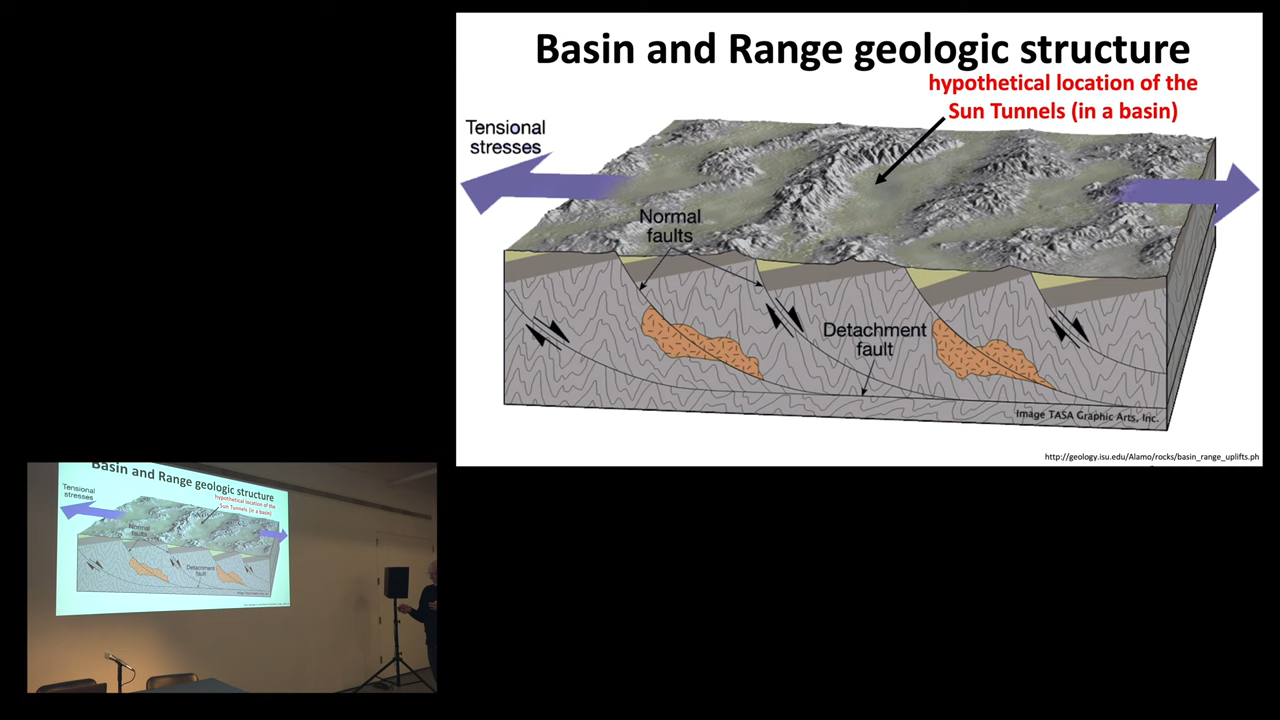 Basin and Range geologic structure
hypothetical location of the
Sun Tunnels (in a basin)
Tensional
stresses
Normal
faults
Detachment
fault
Image TASA Graphic Arts, Inc.
http://geology.isu.edu/Alamo/rocks/basin_range_uplifts.ph
Basin and Range geologic structure
Tensional
stresses
hypothetical location of the
Sun Tunnels (in a basin)
Normal
faults
Detachment
fault